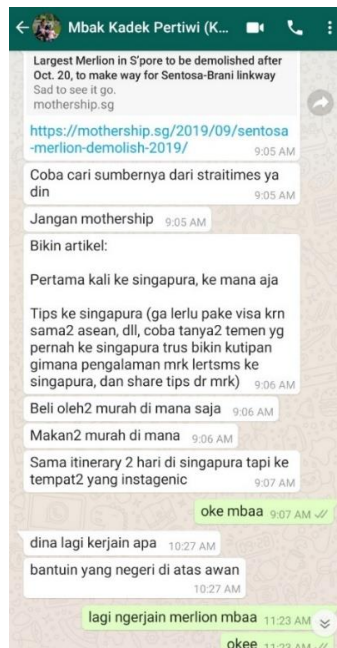 Mbak Kadek Pertiwi (K...
Largest Merlion in S'pore to be demolished after
Oct. 20, to make way for Sentosa-Brani linkway
Sad to see it go.
mothership.sg
https://mothership.sg/2019/09/sentosa
-merlion-demolish-2019/
9:05 AM
Coba cari sumbernya dari straitimes ya
din
9:05 AM
Jangan mothership 9:05 AM
Bikin artikel:
Pertama kali ke singapura, ke mana aja
Tips ke singapura (ga lerlu pake visa krn
sama2 asean, dll, coba tanya2 temen yg
pernah ke singapura trus bikin kutipan
gimana pengalaman mrk lertsms ke
singapura, dan share tips dr mrk) 9:06 AM
Beli oleh2 murah di mana saja 9:06 AM
Makan2 murah di mana 9:06 AM
Sama itinerary 2 hari di singapura tapi ke
tempat2 yang instagenic
9:07 AM
oke mbaa 9:07 AM
dina lagi kerjain apa 10:27 AM
bantuin yang negeri di atas awan
10:27 AM
lagi ngerjain merlion mbaa 11:23 AM
okee 11:23 AM